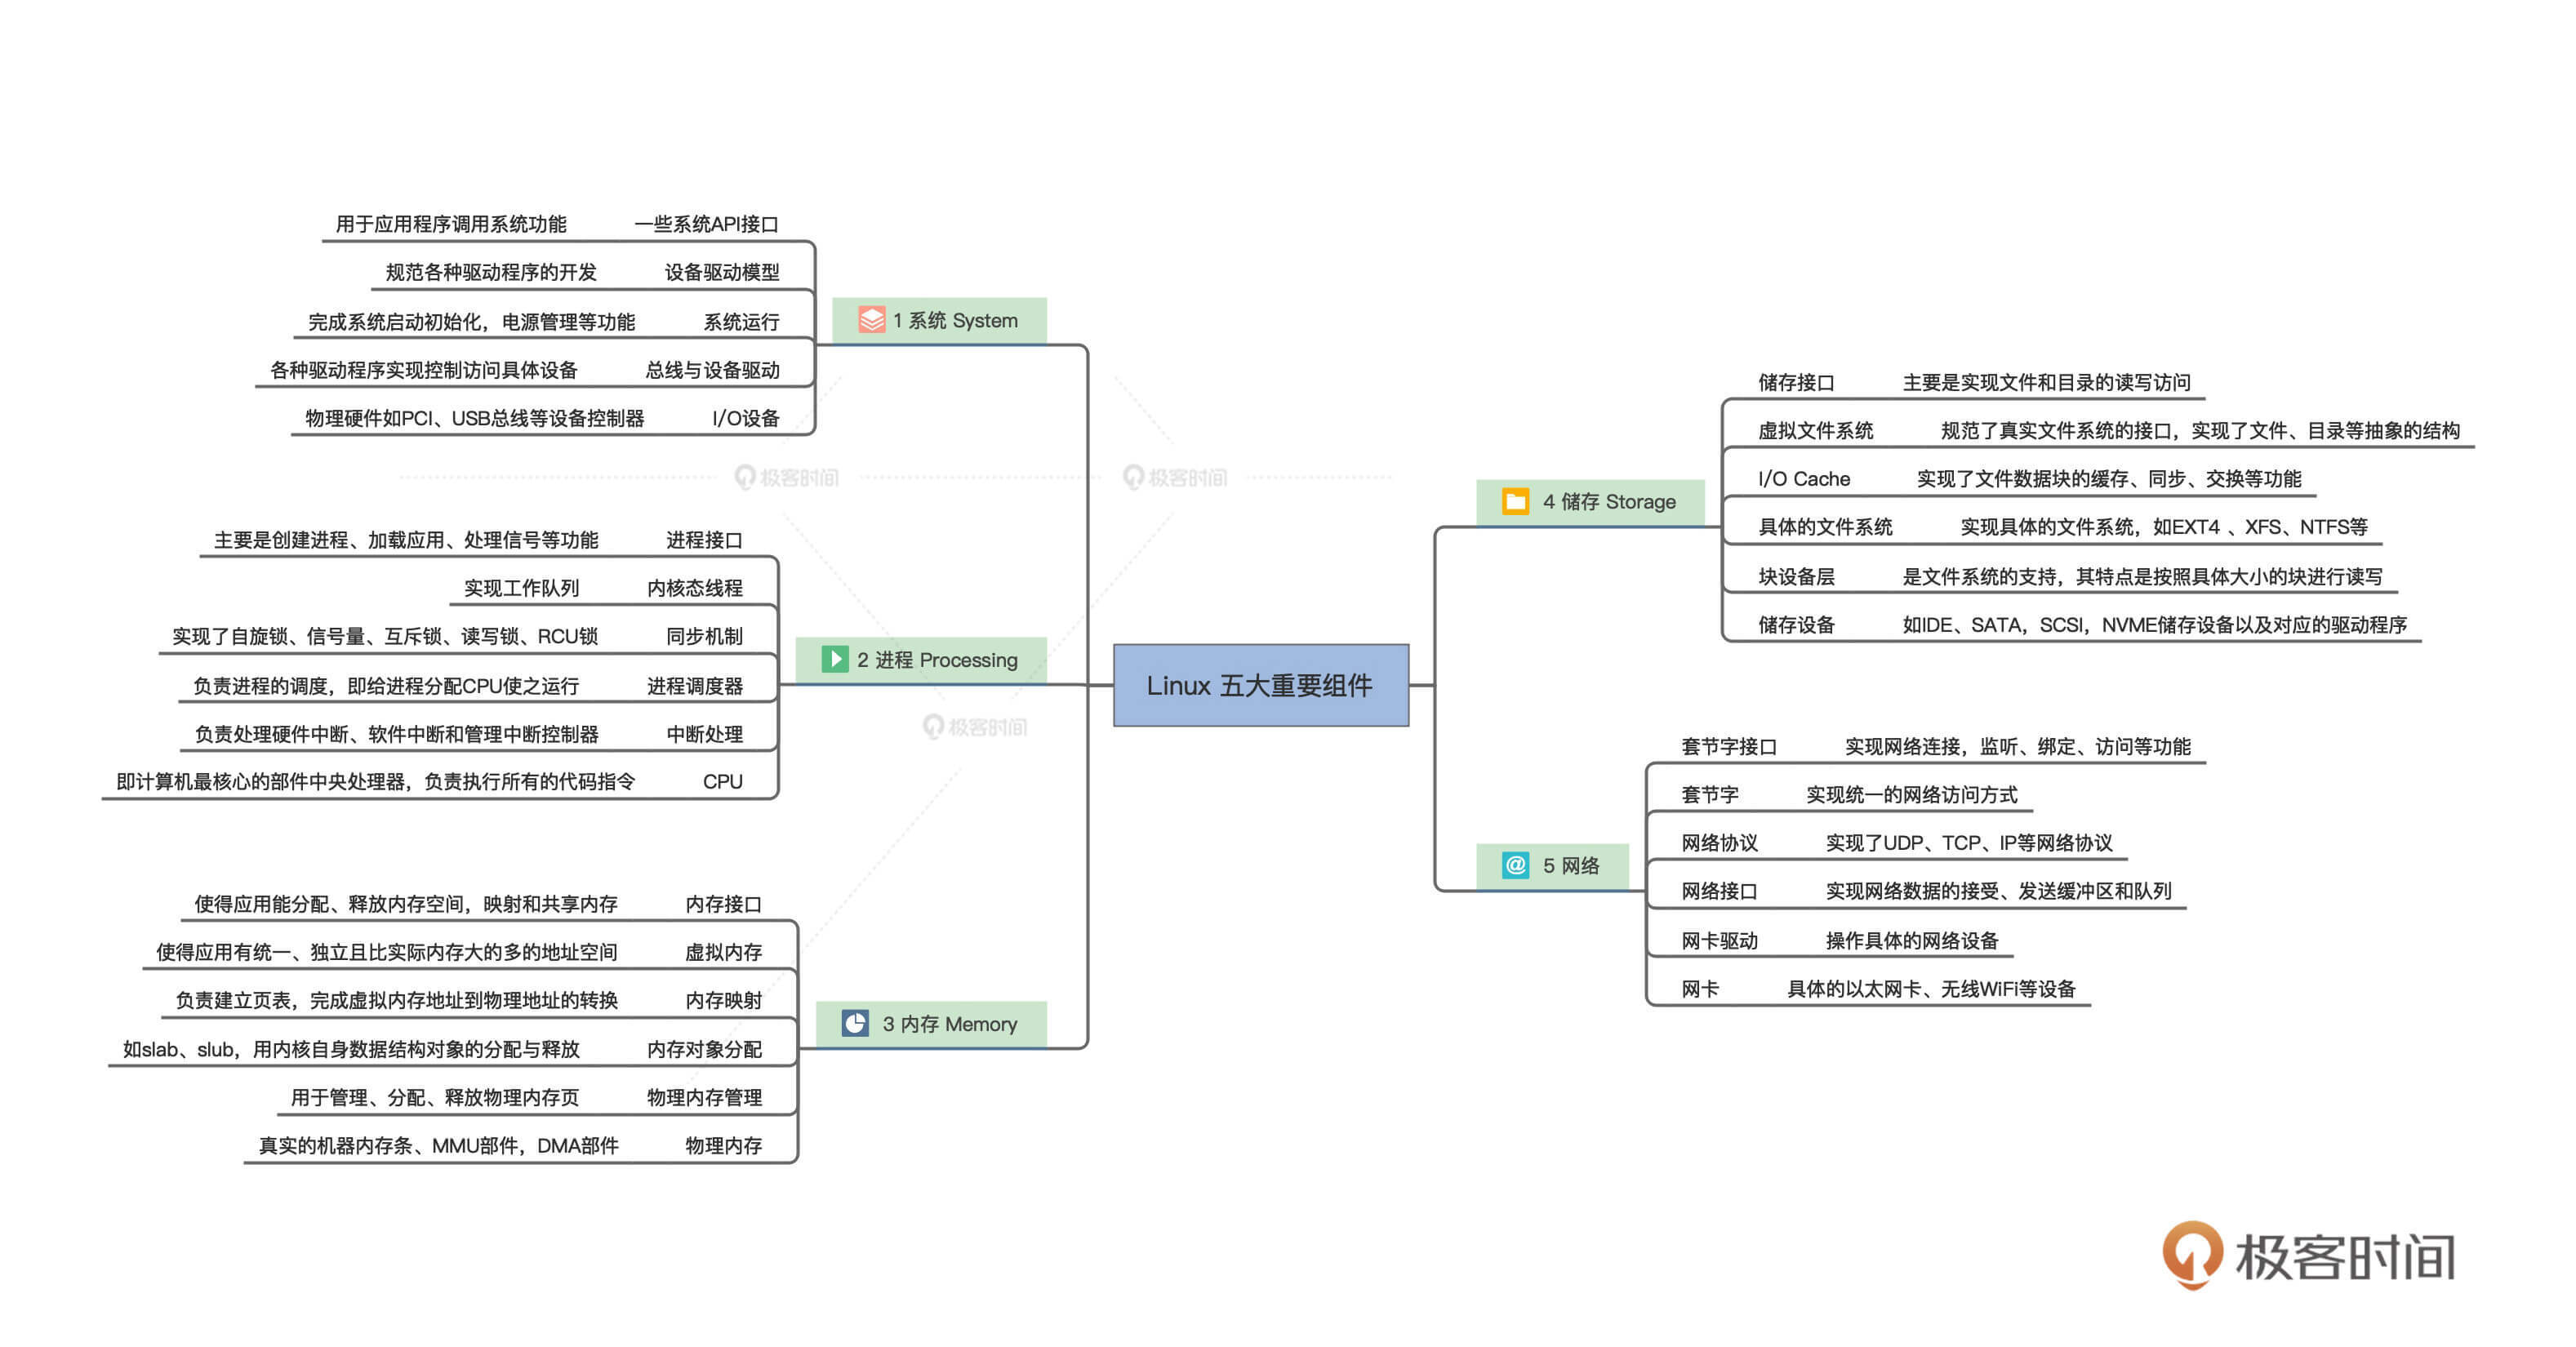 Linux 五大重要组件
1 系统 System
一些系统API接口 用于应用程序调用系统功能
设备驱动模型 规范各种驱动程序的开发
系统运行 完成系统启动初始化，电源管理等功能
总线与设备驱动 各种驱动程序实现控制访问具体设备
I/O设备 物理硬件如PCI、USB总线等设备控制器
2 进程 Processing
进程接口 主要是创建进程、加载应用、处理信号等功能
内核态线程 实现工作队列
同步机制 实现了自旋锁、信号量、互斥锁、读写锁、RCU锁
进程调度器 负责进程的调度，即给进程分配CPU使之运行
中断处理 负责处理硬件中断、软件中断和管理中断控制器
CPU 即计算机最核心的部件中央处理器，负责执行所有的代码指令
3 内存 Memory
内存接口 使得应用能分配、释放内存空间，映射和共享内存
虚拟内存 使得应用有统一、独立且比实际内存大的多的地址空间
内存映射 负责建立页表，完成虚拟内存地址到物理地址的转换
内存对象分配 如slab、slub，用内核自身数据结构对象的分配与释放
物理内存管理 用于管理、分配、释放物理内存页
物理内存 真实的机器内存条、MMU部件，DMA部件
4 储存 Storage
储存接口 主要是实现文件和目录的读写访问
虚拟文件系统 规范了真实文件系统的接口，实现了文件、目录等抽象的结构
I/O Cache 实现了文件数据块的缓存、同步、交换等功能
具体的文件系统 实现具体的文件系统，如EXT4 、XFS、NTFS等
块设备层 是文件系统的支持，其特点是按照具体大小的块进行读写
储存设备 如IDE、SATA，SCSI，NVME储存设备以及对应的驱动程序
5 网络
套节字接口 实现网络连接，监听、绑定、访问等功能
套节字 实现统一的网络访问方式
网络协议 实现了UDP、TCP、IP等网络协议
网络接口 实现网络数据的接受、发送缓冲区和队列
网卡驱动 操作具体的网络设备
网卡 具体的以太网卡、无线WiFi等设备
极客时间
极客时间
极客时间
极客时间